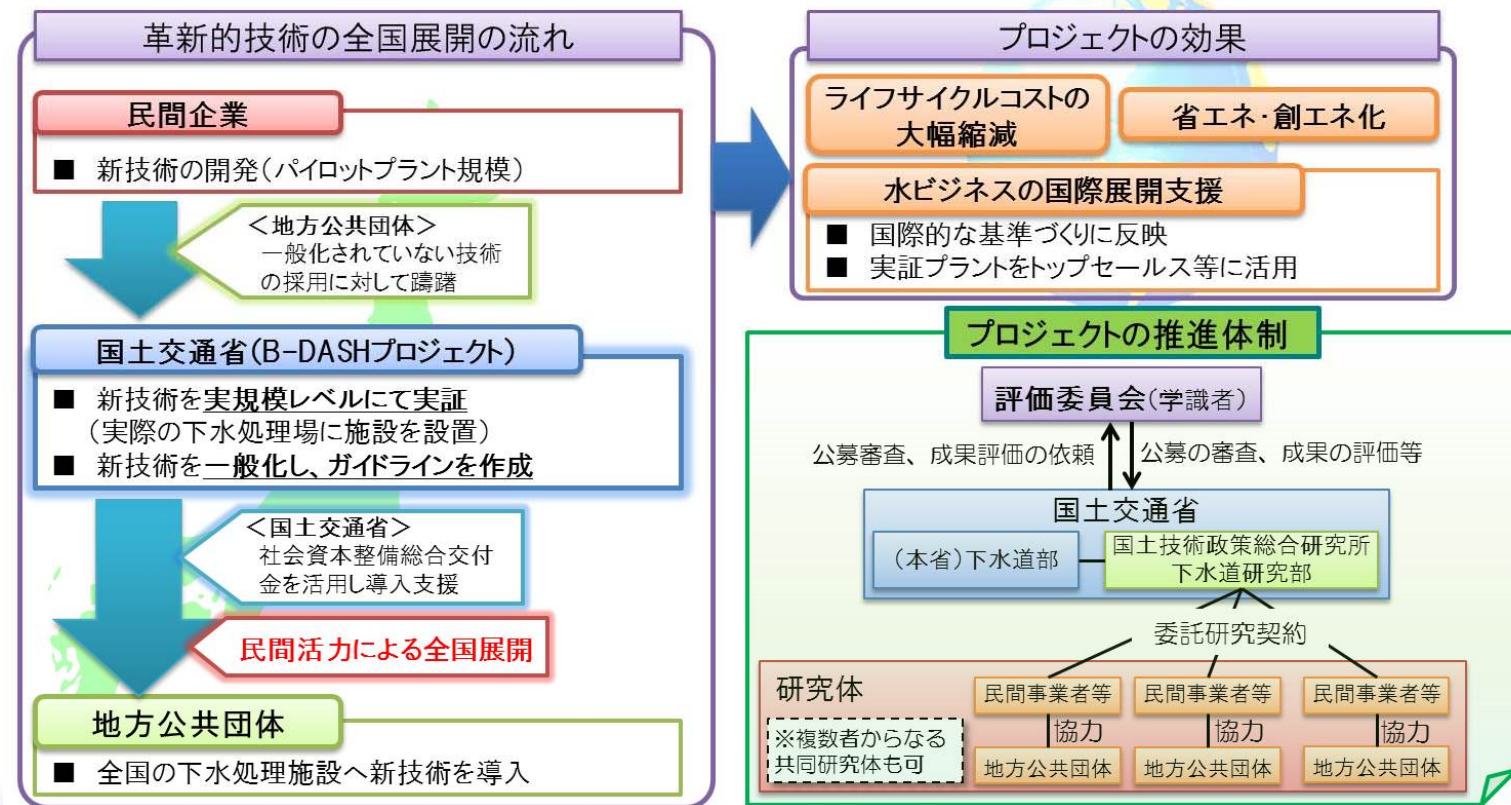 革新的技術の全国展開の流れ
民間企業
■ 新技術の開発(パイロットプラント規模)
<地方公共団体>
一般化されていない技術
の採用に対して躊躇
国土交通省(B-DASHプロジェクト)
■ 新技術を実規模レベルにて実証
(実際の下水処理場に施設を設置)
■ 新技術を一般化し、ガイドラインを作成
<国土交通省>
社会資本整備総合交付
金を活用し導入支援
民間活力による全国展開
地方公共団体
■ 全国の下水処理施設へ新技術を導入
プロジェクトの効果
ライフサイクルコストの
大幅縮減
省エネ・創エネ化
水ビジネスの国際展開支援
■ 国際的な基準づくりに反映
■ 実証プラントをトップセールス等に活用
プロジェクトの推進体制
評価委員会(学識者)
公募審査、成果評価の依頼
公募の審査、成果の評価等
国土交通省
(本省)下水道部
国土技術政策総合研究所
下水道研究部
委託研究契約
研究体
※複数者からなる
共同研究体も可
民間事業者等
協力
地方公共団体
民間事業者等
協力
地方公共団体
民間事業者等
協力
地方公共団体